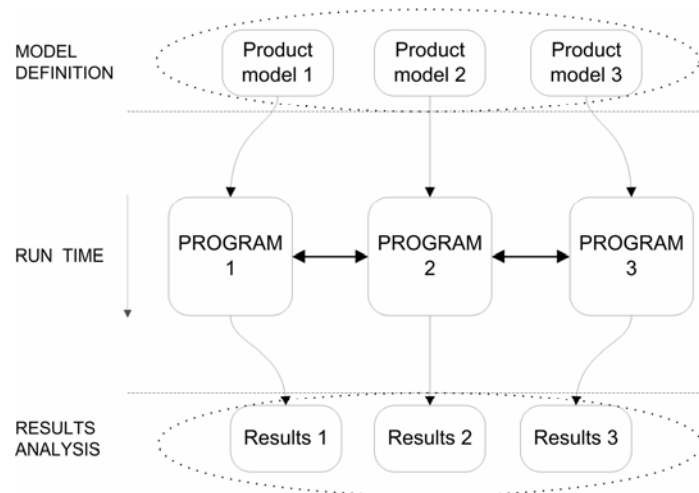 MODEL
DEFINITION
Product
model 1
Product
model 2
Product
model 3
RUN TIME
PROGRAM
1
PROGRAM
2
PROGRAM
3
RESULTS
ANALYSIS
Results 1
Results 2
Results 3